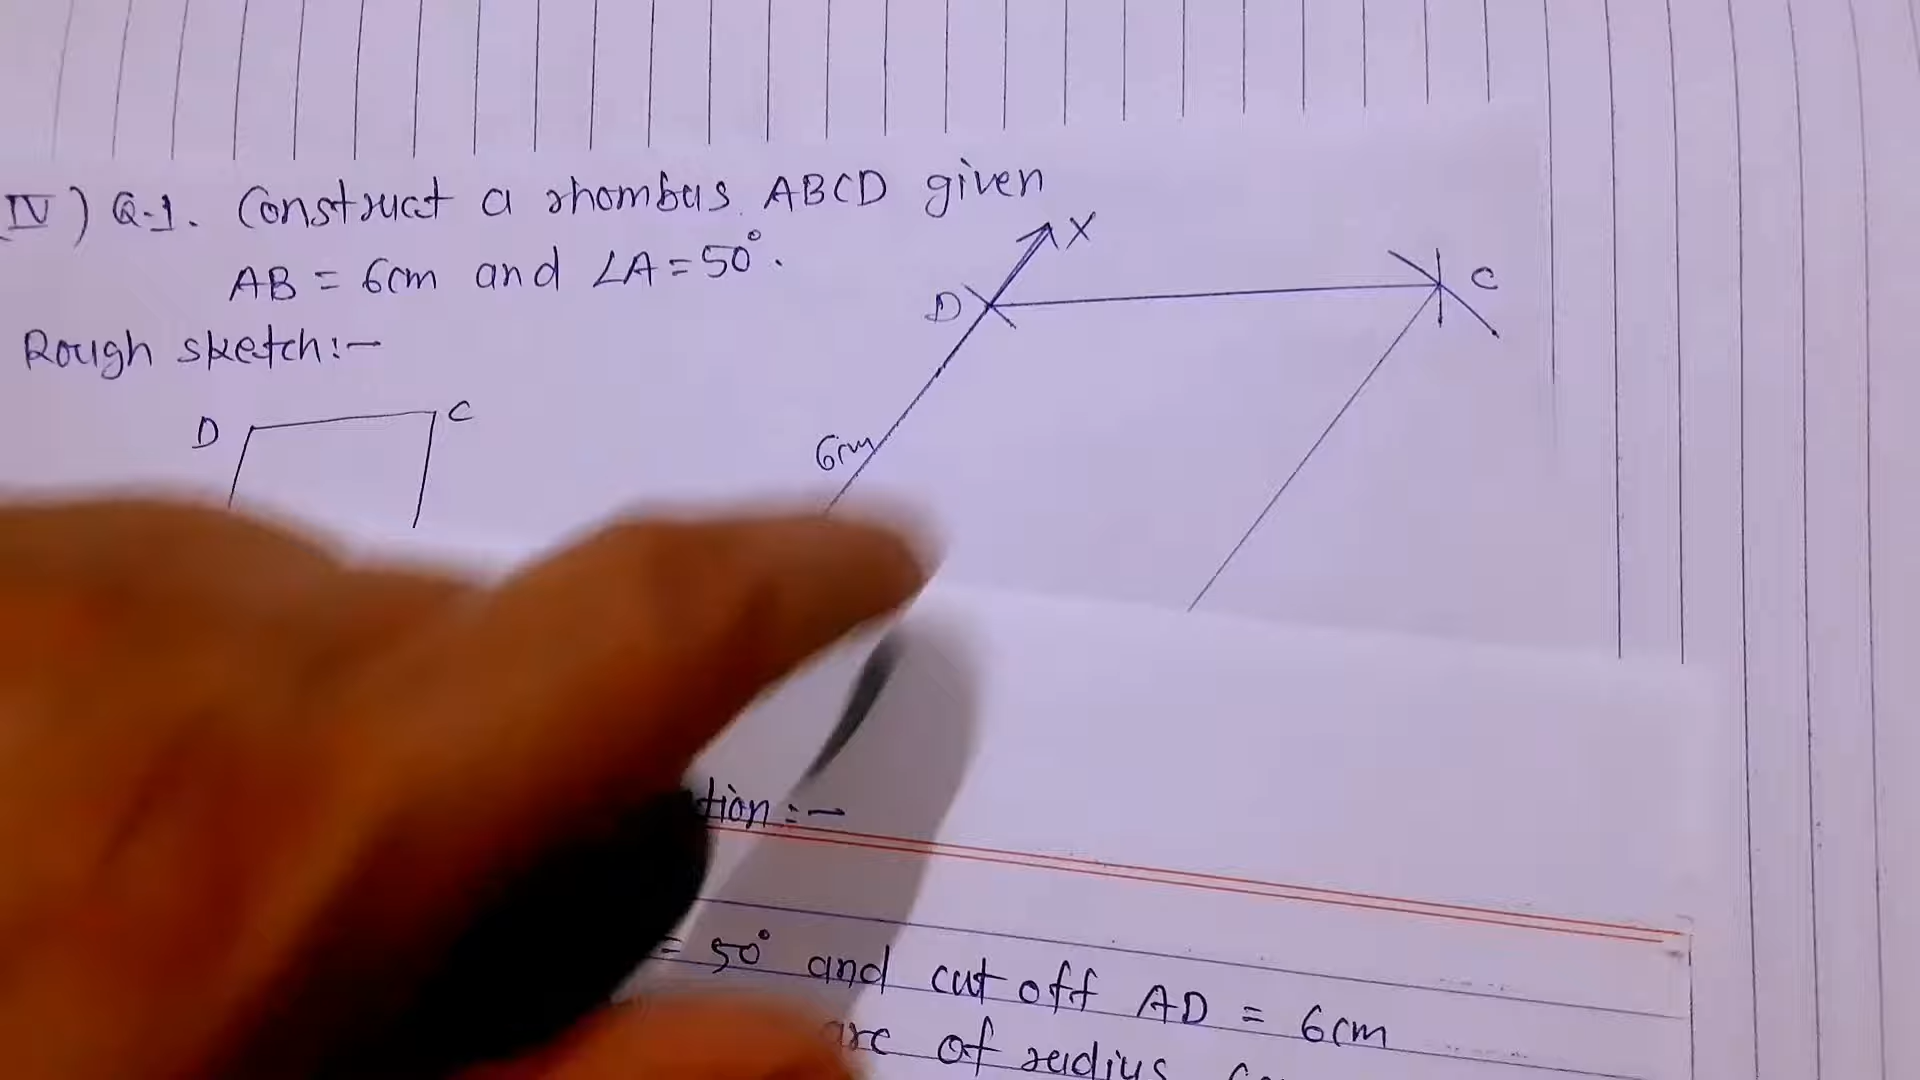 IV) Q.1. Construct a rhombus ABCD given
AB = 6cm and ∠A = 50°.
Rough sketch:-
D C
X
D C
6cm
tion :-
= 50° and cut off AD = 6cm
arc of radius